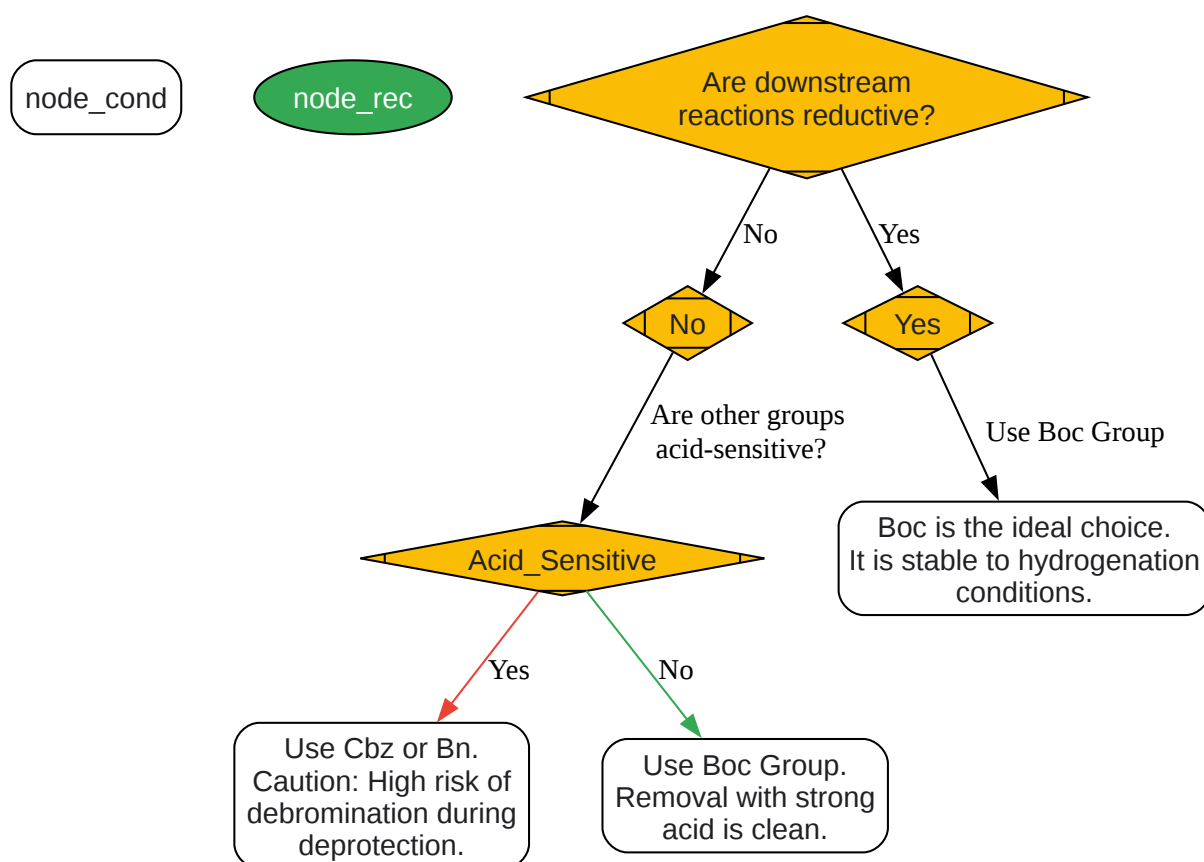 node_cond
node_rec
Are downstream
reactions reductive?
No
Yes
No
Yes
Are other groups
acid-sensitive?
Use Boc Group
Acid_Sensitive
Boc is the ideal choice.
It is stable to hydrogenation
conditions.
Yes
No
Use Cbz or Bn.
Caution: High risk of
debromination during
deprotection.
Use Boc Group.
Removal with strong
acid is clean.